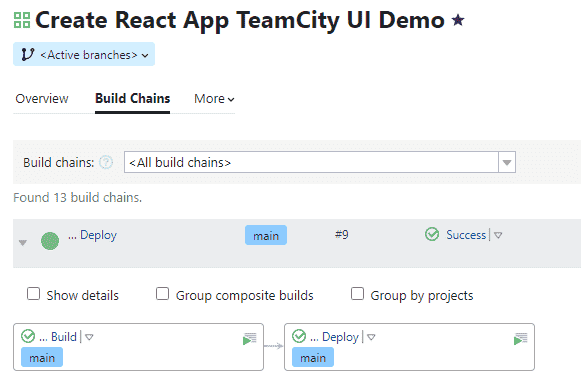 Create React App TeamCity UI Demo
<Active branches>
Overview Build Chains More
Build chains: ? <All build chains>
Found 13 build chains.
... Deploy main #9 Success
Show details Group composite builds Group by projects
... Build ... Deploy
main main